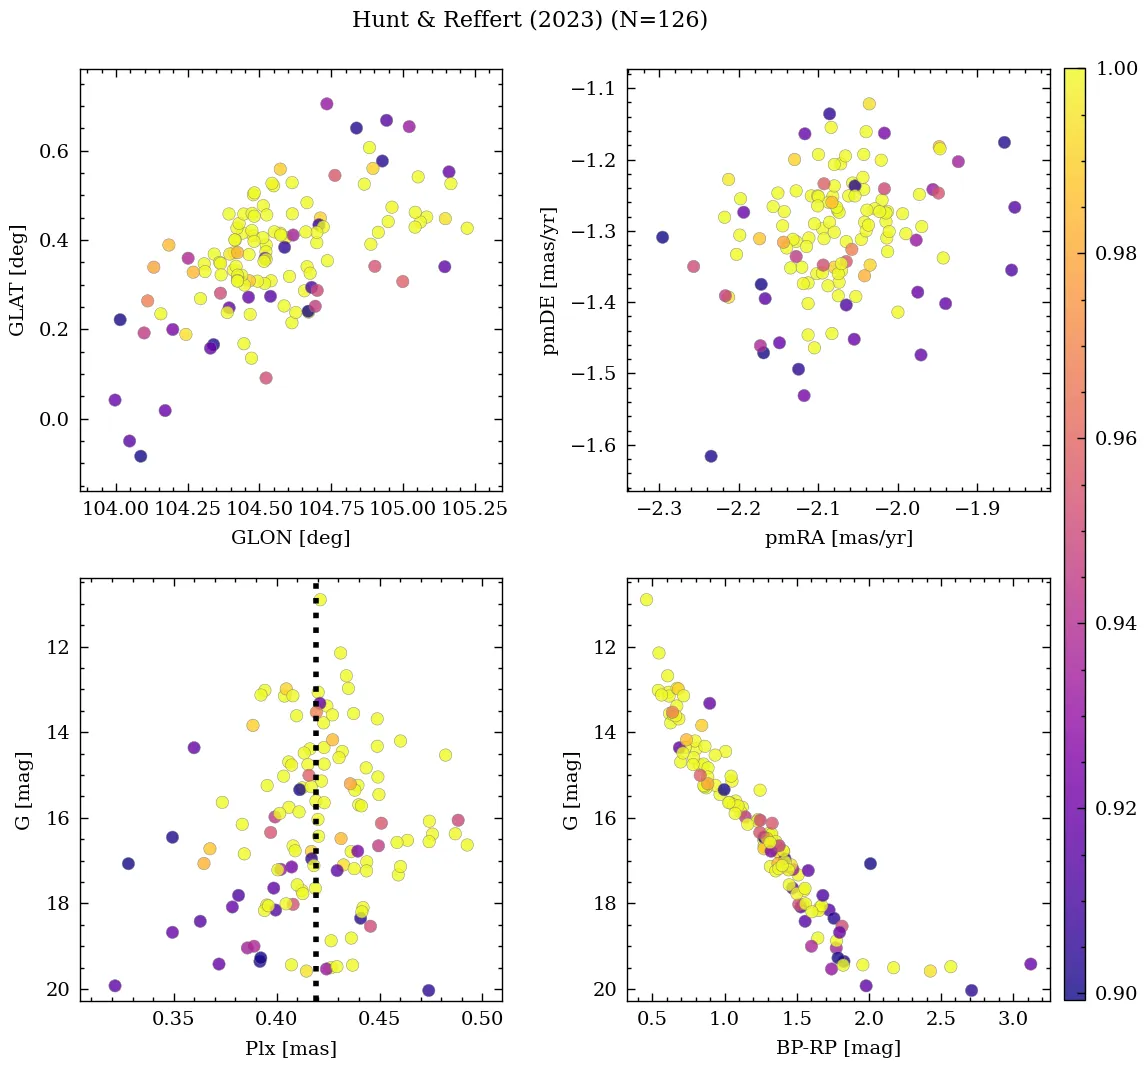 Hunt & Reffert (2023) (N=126)
0.6
0.4
0.2
0.0
GLAT [deg]
104.00 104.25 104.50 104.75 105.00 105.25
GLON [deg]
−1.1
−1.2
−1.3
−1.4
−1.5
−1.6
pmDE [mas/yr]
−2.3 −2.2 −2.1 −2.0 −1.9
pmRA [mas/yr]
12
14
16
18
20
G [mag]
0.35 0.40 0.45 0.50
Plx [mas]
12
14
16
18
20
G [mag]
0.5 1.0 1.5 2.0 2.5 3.0
BP-RP [mag]
1.00
0.98
0.96
0.94
0.92
0.90